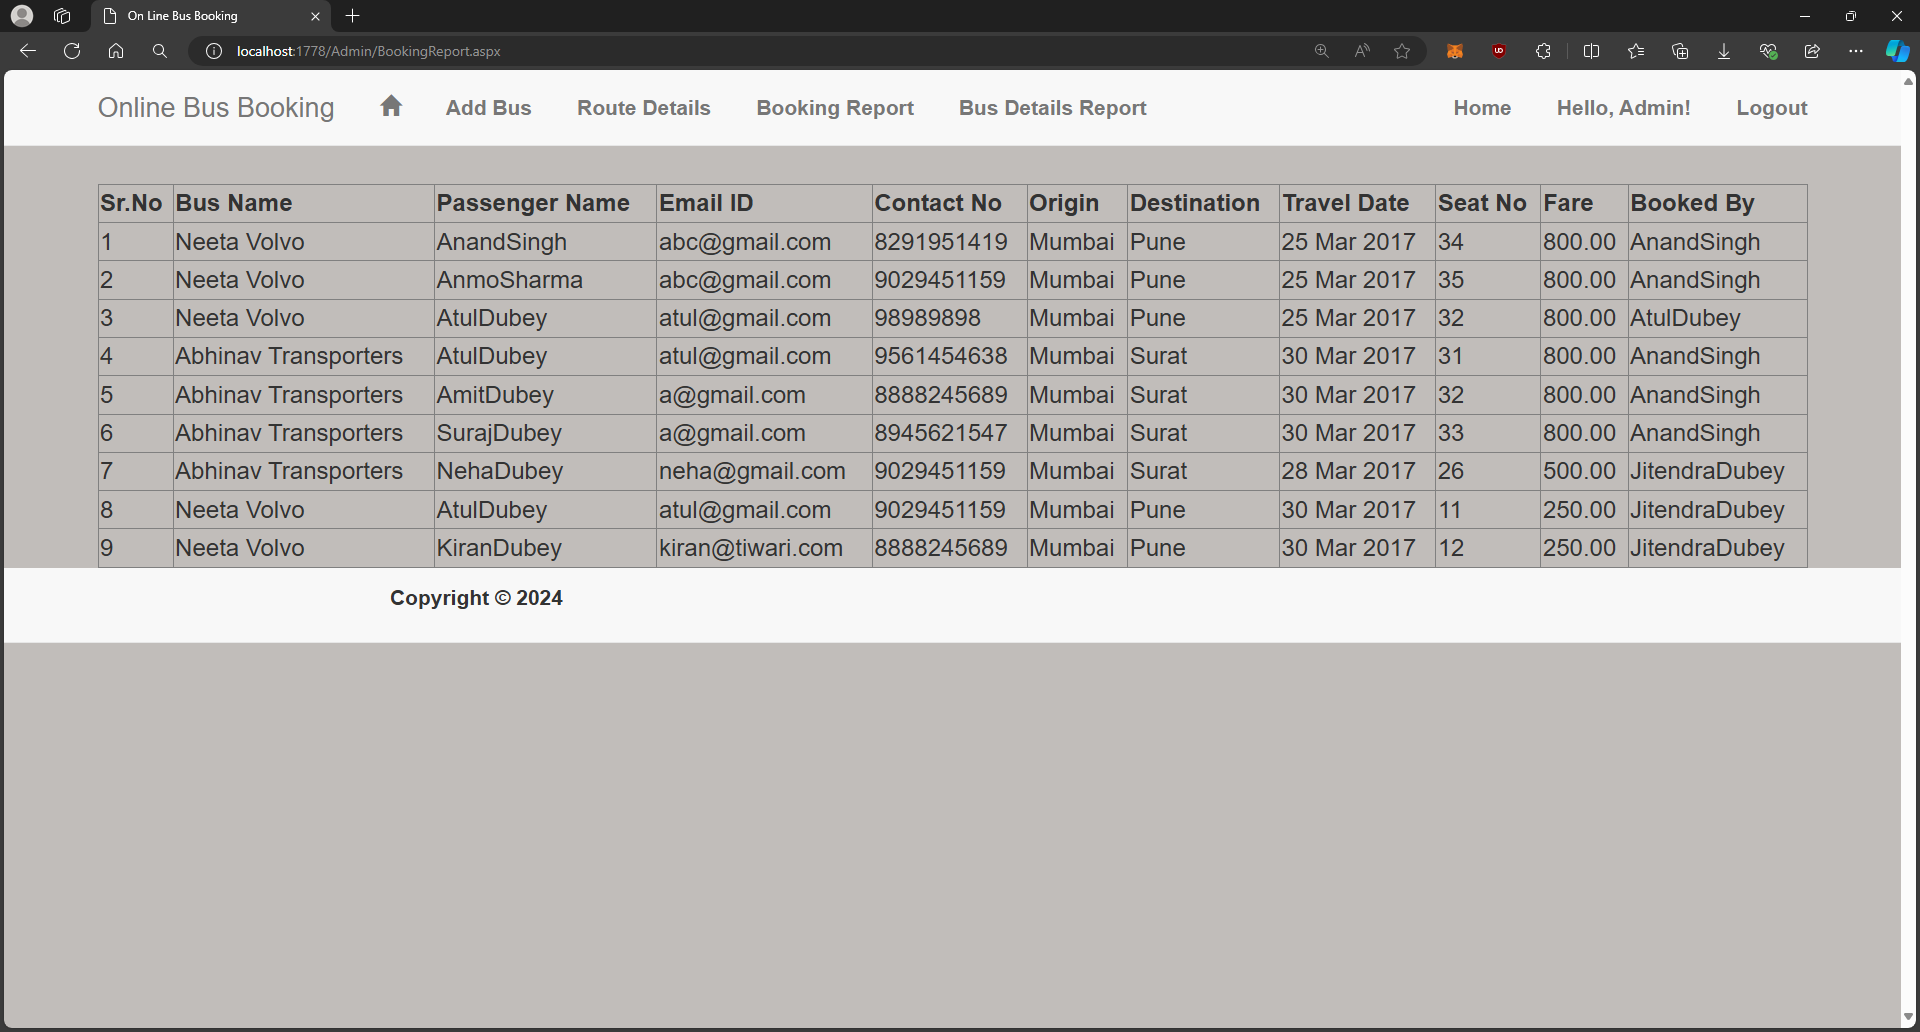 On Line Bus Booking
localhost:1778/Admin/BookingReport.aspx
Online Bus Booking Add Bus Route Details Booking Report Bus Details Report Home Hello, Admin! Logout
Sr.No Bus Name Passenger Name Email ID Contact No Origin Destination Travel Date Seat No Fare Booked By
1 Neeta Volvo AnandSingh abc@gmail.com 8291951419 Mumbai Pune 25 Mar 2017 34 800.00 AnandSingh
2 Neeta Volvo AnmoSharma abc@gmail.com 9029451159 Mumbai Pune 25 Mar 2017 35 800.00 AnandSingh
3 Neeta Volvo AtulDubey atul@gmail.com 98989898 Mumbai Pune 25 Mar 2017 32 800.00 AtulDubey
4 Abhinav Transporters AtulDubey atul@gmail.com 9561454638 Mumbai Surat 30 Mar 2017 31 800.00 AnandSingh
5 Abhinav Transporters AmitDubey a@gmail.com 8888245689 Mumbai Surat 30 Mar 2017 32 800.00 AnandSingh
6 Abhinav Transporters SurajDubey a@gmail.com 8945621547 Mumbai Surat 30 Mar 2017 33 800.00 AnandSingh
7 Abhinav Transporters NehaDubey neha@gmail.com 9029451159 Mumbai Surat 28 Mar 2017 26 500.00 JitendraDubey
8 Neeta Volvo AtulDubey atul@gmail.com 9029451159 Mumbai Pune 30 Mar 2017 11 250.00 JitendraDubey
9 Neeta Volvo KiranDubey kiran@tiwari.com 8888245689 Mumbai Pune 30 Mar 2017 12 250.00 JitendraDubey
Copyright © 2024